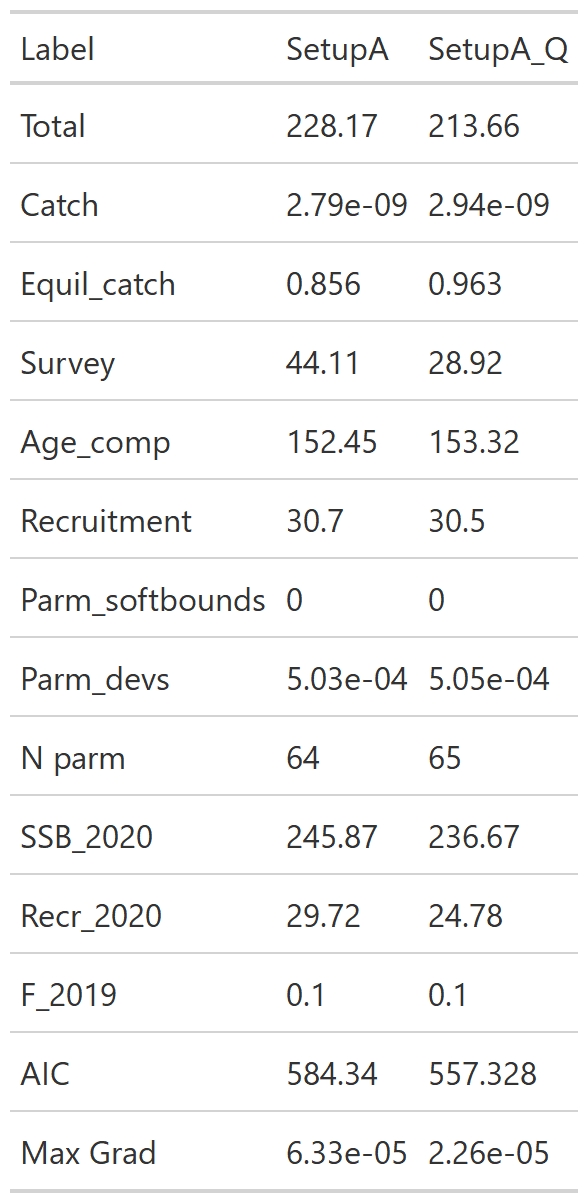 Label SetupA SetupA_Q
Total 228.17 213.66
Catch 2.79e-09 2.94e-09
Equil_catch 0.856 0.963
Survey 44.11 28.92
Age_comp 152.45 153.32
Recruitment 30.7 30.5
Parm_softbounds 0 0
Parm_devs 5.03e-04 5.05e-04
N parm 64 65
SSB_2020 245.87 236.67
Recr_2020 29.72 24.78
F_2019 0.1 0.1
AIC 584.34 557.328
Max Grad 6.33e-05 2.26e-05